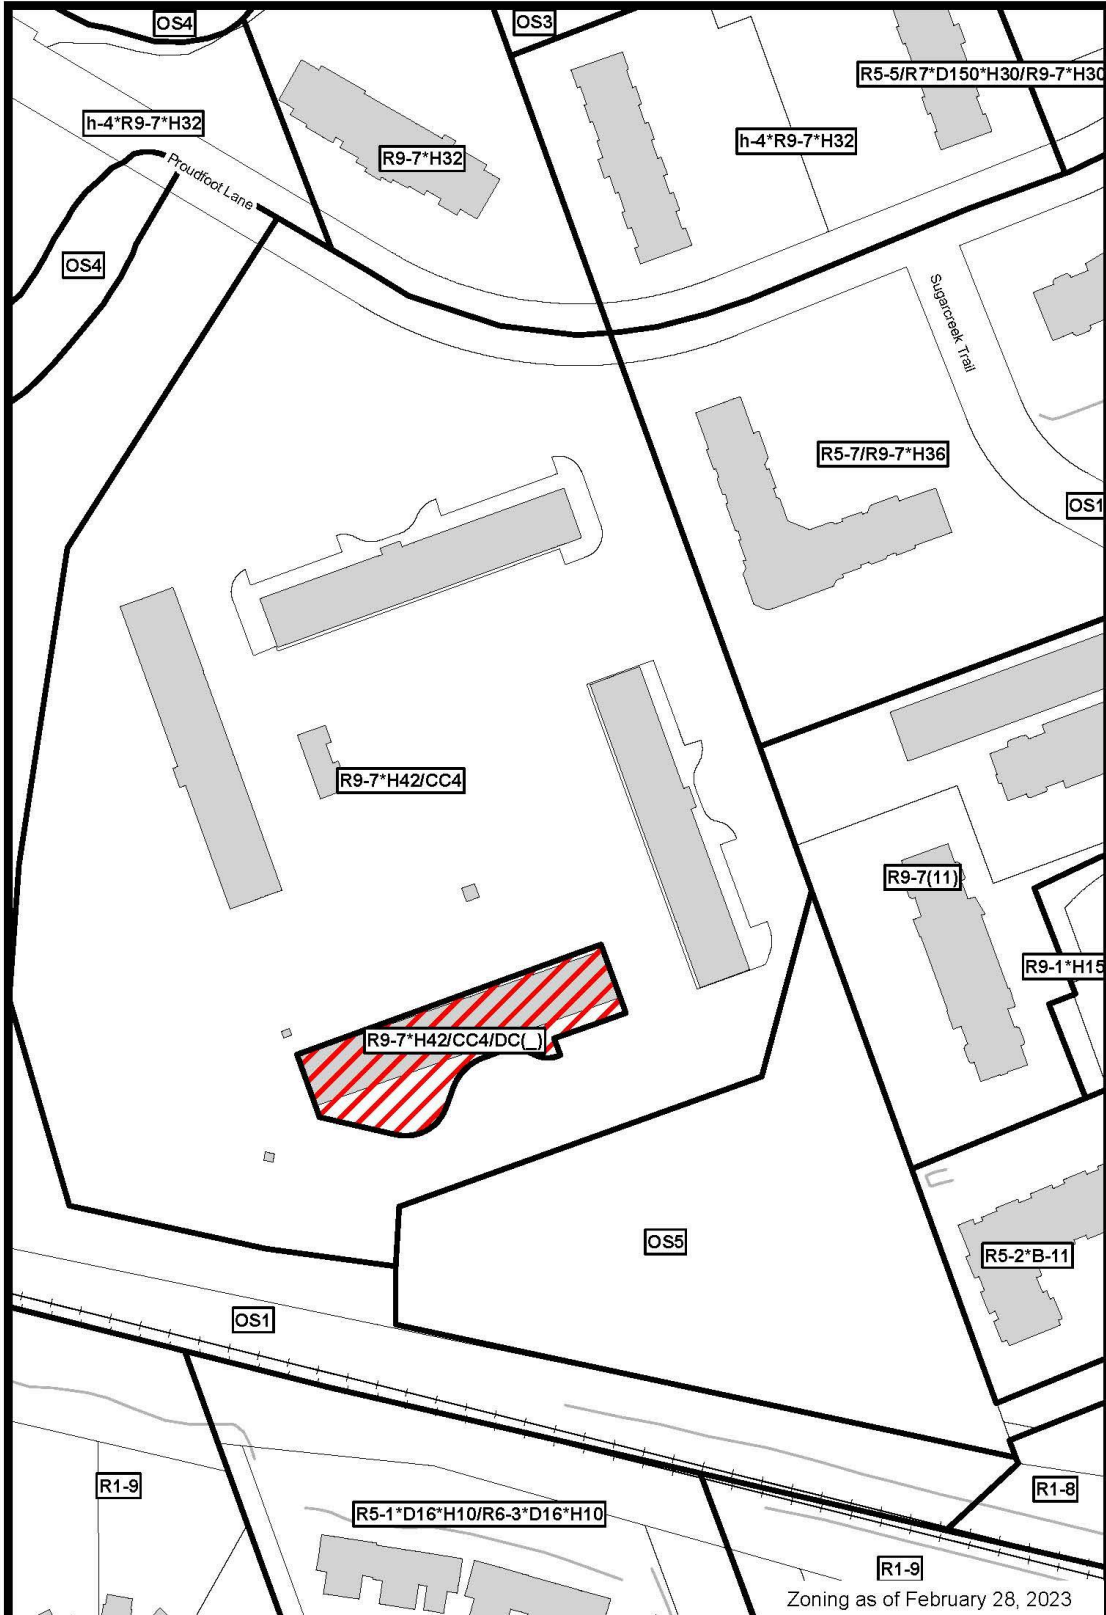 OS4
OS3
R5-5/R7*D150*H30/R9-7*H30
h-4*R9-7*H32
h-4*R9-7*H32
R9-7*H32
Proudfoot Lane
OS4
Sugarcreek Trail
R5-7/R9-7*H36
OS1
R9-7*H42/CC4
R9-7(11)
R9-1*H15
R9-7*H42/CC4/DC(_)
OS5
R5-2*B-11
OS1
R1-9
R1-8
R5-1*D16*H10/R6-3*D16*H10
R1-9
Zoning as of February 28, 2023